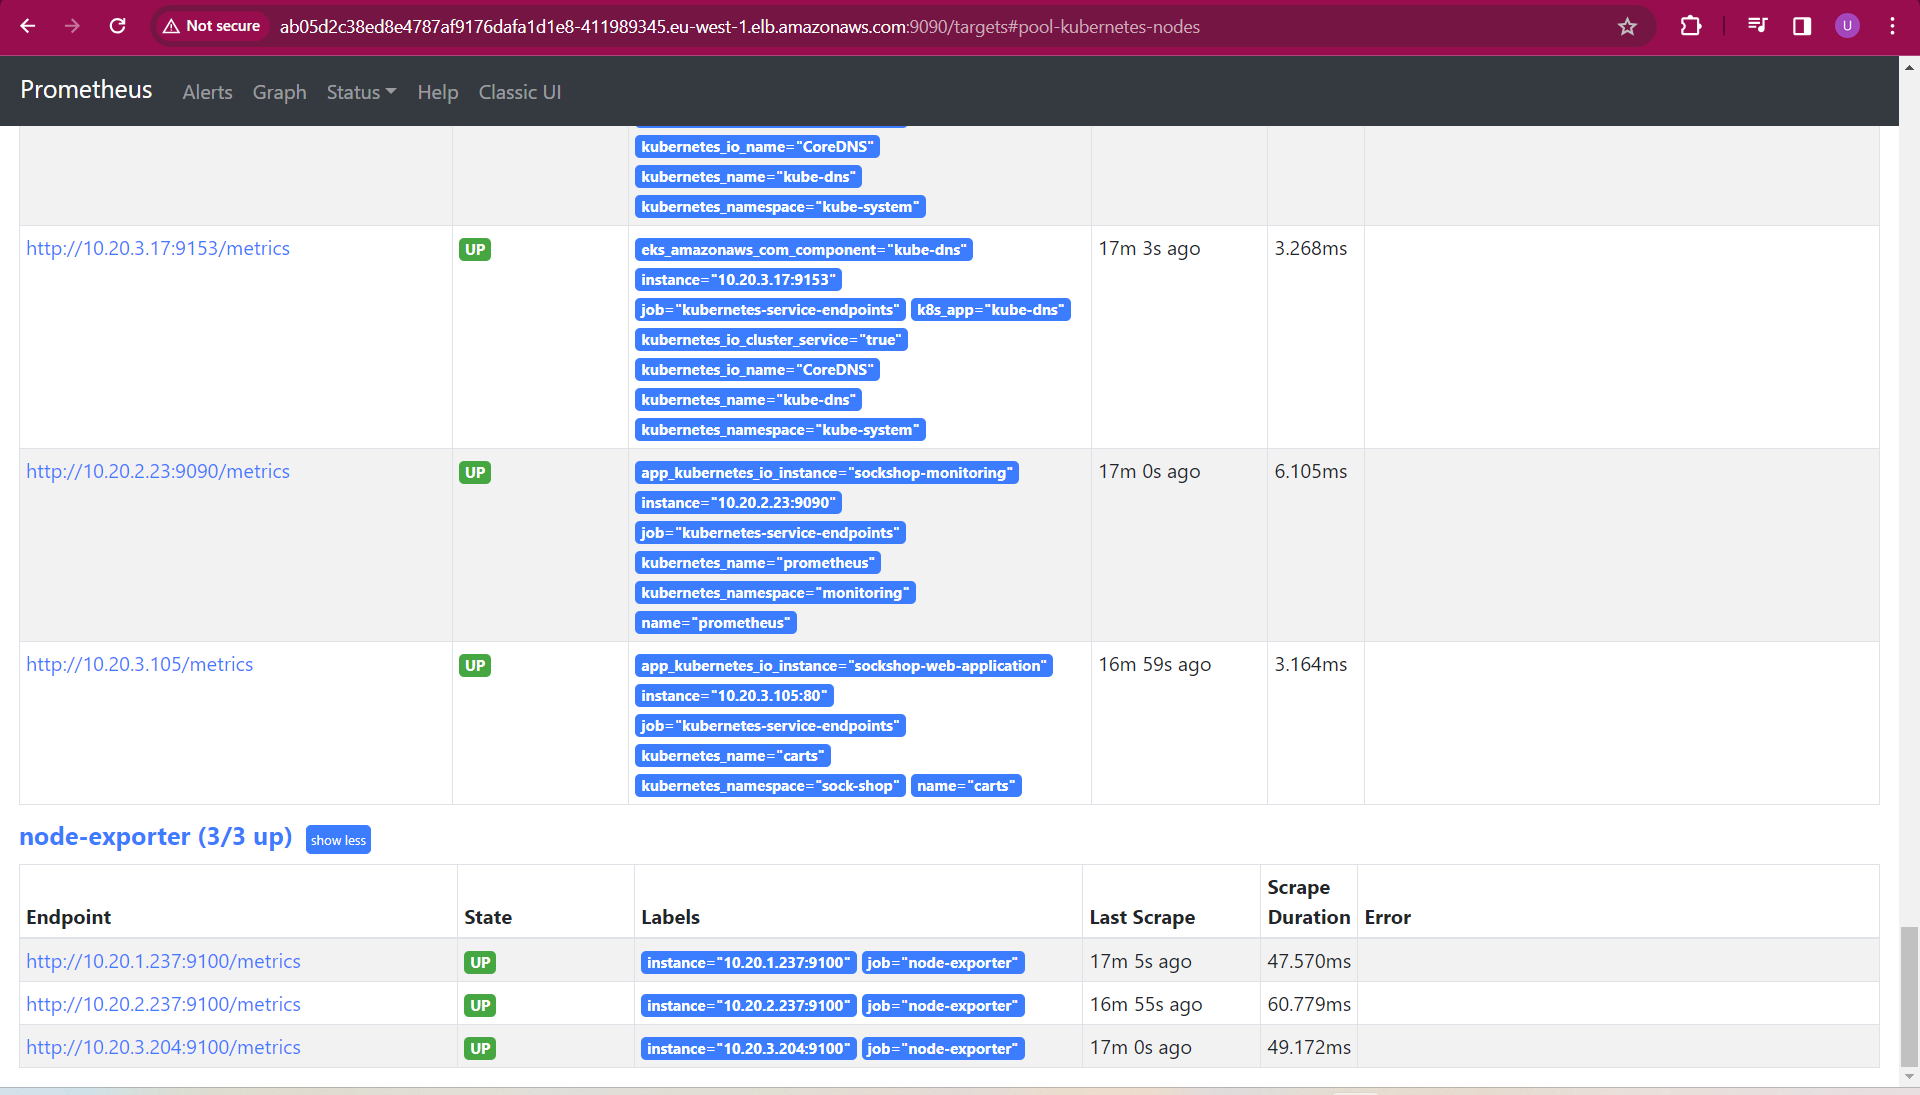 Not secure ab05d2c38ed8e4787af9176dafa1d1e8-411989345.eu-west-1.elb.amazonaws.com:9090/targets#pool-kubernetes-nodes U
Prometheus Alerts Graph Status Help Classic UI
kubernetes_io_name="CoreDNS"
kubernetes_name="kube-dns"
kubernetes_namespace="kube-system"
http://10.20.3.17:9153/metrics UP eks_amazonaws_com_component="kube-dns" 17m 3s ago 3.268ms
instance="10.20.3.17:9153"
job="kubernetes-service-endpoints" k8s_app="kube-dns"
kubernetes_io_cluster_service="true"
kubernetes_io_name="CoreDNS"
kubernetes_name="kube-dns"
kubernetes_namespace="kube-system"
http://10.20.2.23:9090/metrics UP app_kubernetes_io_instance="sockshop-monitoring" 17m 0s ago 6.105ms
instance="10.20.2.23:9090"
job="kubernetes-service-endpoints"
kubernetes_name="prometheus"
kubernetes_namespace="monitoring"
name="prometheus"
http://10.20.3.105/metrics UP app_kubernetes_io_instance="sockshop-web-application" 16m 59s ago 3.164ms
instance="10.20.3.105:80"
job="kubernetes-service-endpoints"
kubernetes_name="carts"
kubernetes_namespace="sock-shop" name="carts"
node-exporter (3/3 up) show less
Endpoint State Labels Last Scrape Scrape Duration Error
http://10.20.1.237:9100/metrics UP instance="10.20.1.237:9100" job="node-exporter" 17m 5s ago 47.570ms
http://10.20.2.237:9100/metrics UP instance="10.20.2.237:9100" job="node-exporter" 16m 55s ago 60.779ms
http://10.20.3.204:9100/metrics UP instance="10.20.3.204:9100" job="node-exporter" 17m 0s ago 49.172ms